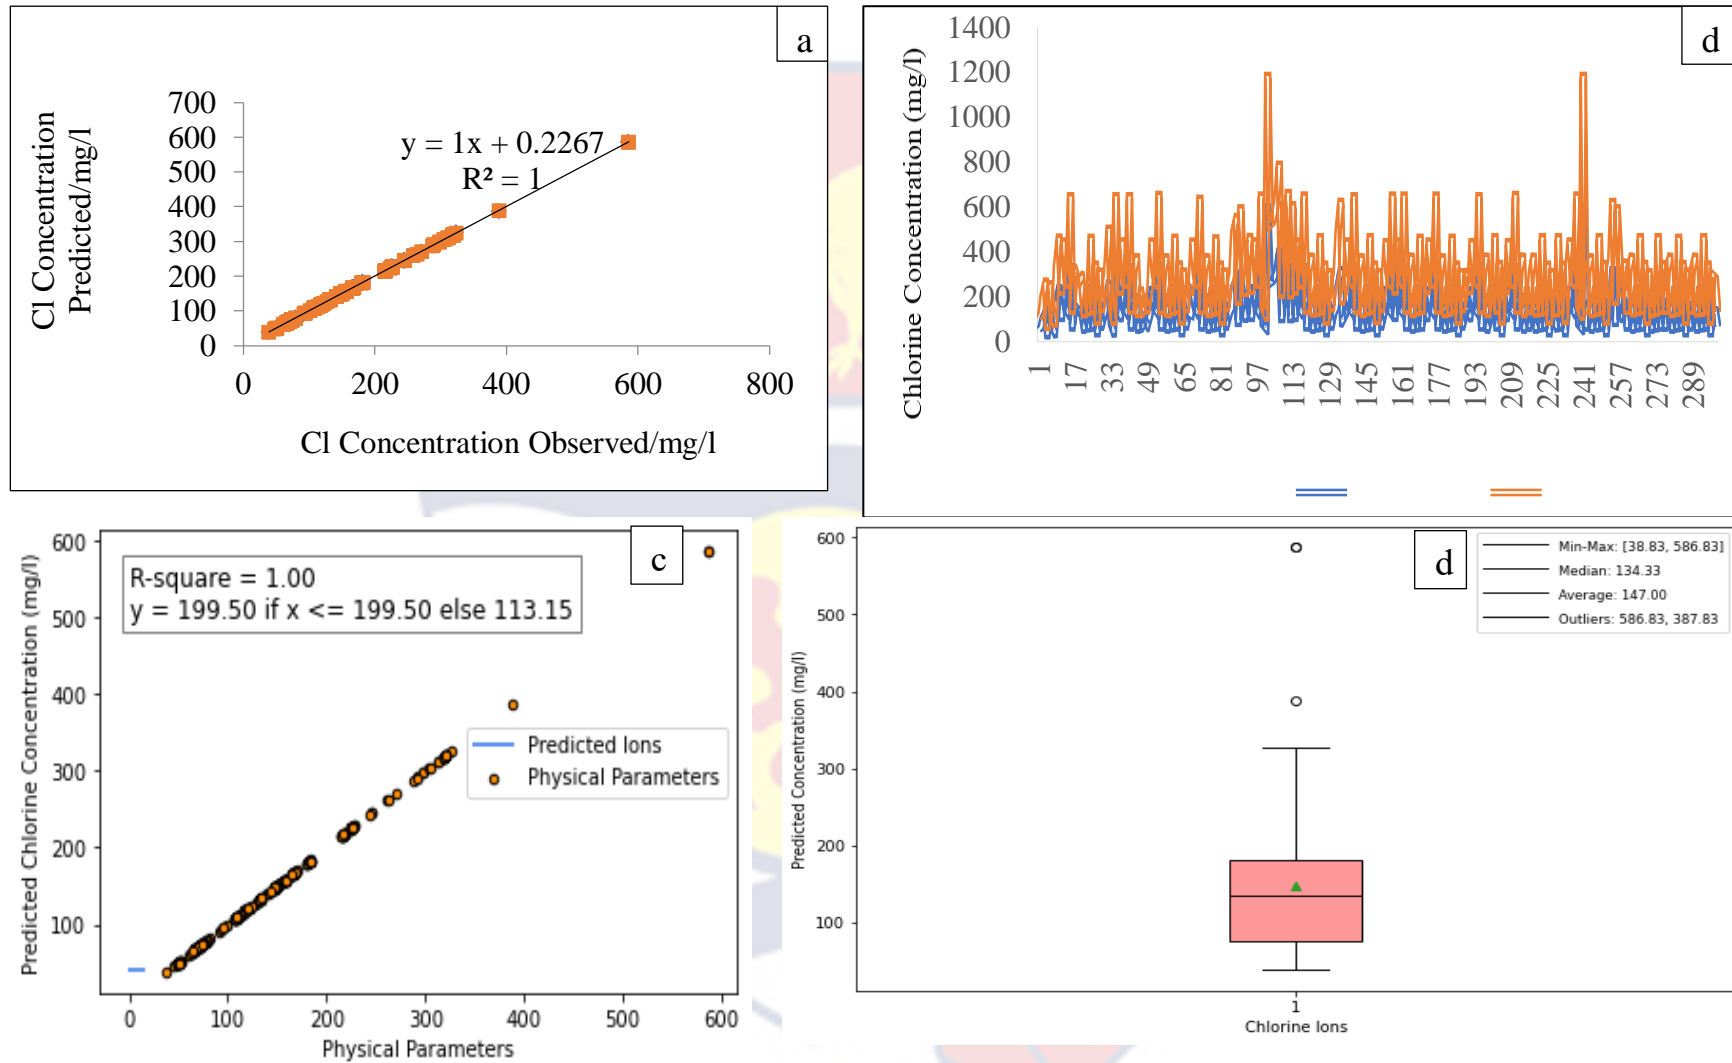 a
700
600
500
400
300
200
100
0
0
200
400
600
800
y = 1x + 0.2267
R² = 1
Cl Concentration
Predicted/mg/l
Cl Concentration Observed/mg/l
d
1400
1200
1000
800
600
400
200
0
Chlorine Concentration (mg/l)
1
17
33
49
65
81
97
113
129
145
161
177
193
209
225
241
257
273
289
c
R-square = 1.00
y = 199.50 if x <= 199.50 else 113.15
600
500
400
300
200
100
Predicted Chlorine Concentration (mg/l)
Predicted Ions
Physical Parameters
0
100
200
300
400
500
600
Physical Parameters
d
Min-Max: [38.83, 586.83]
Median: 134.33
Average: 147.00
Outliers: 586.83, 387.83
600
500
400
300
200
100
Predicted Concentration (mg/l)
1
Chlorine Ions